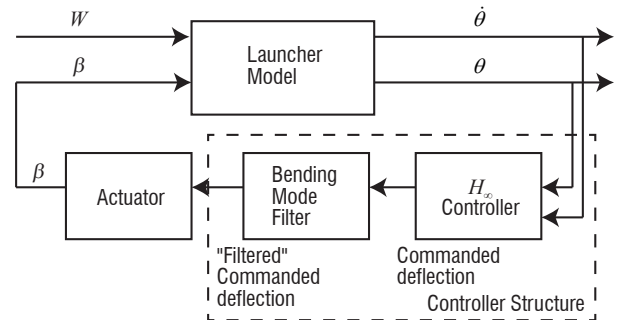 W
θ̇
Launcher
Model
β
θ
β
Actuator
Bending
Mode
Filter
H∞
Controller
"Filtered"
Commanded
deflection
Commanded
deflection
Controller Structure